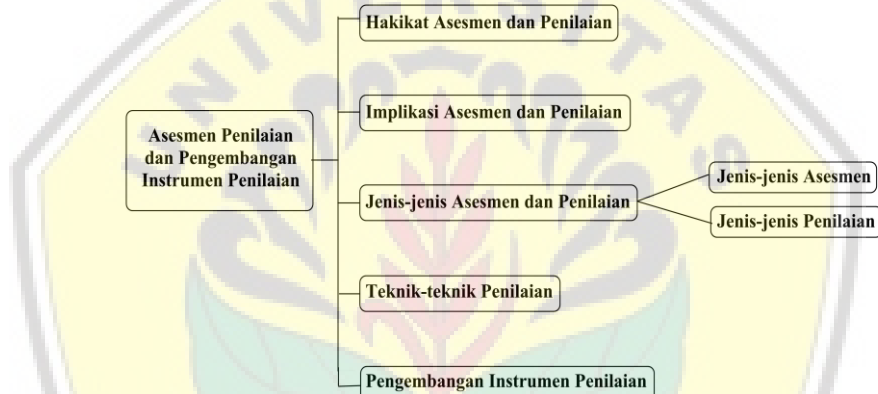 UNIVERSITAS
Hakikat Asesmen dan Penilaian
Implikasi Asesmen dan Penilaian
Asesmen Penilaian
dan Pengembangan
Instrumen Penilaian
Jenis-jenis Asesmen dan Penilaian
Jenis-jenis Asesmen
Jenis-jenis Penilaian
Teknik-teknik Penilaian
Pengembangan Instrumen Penilaian